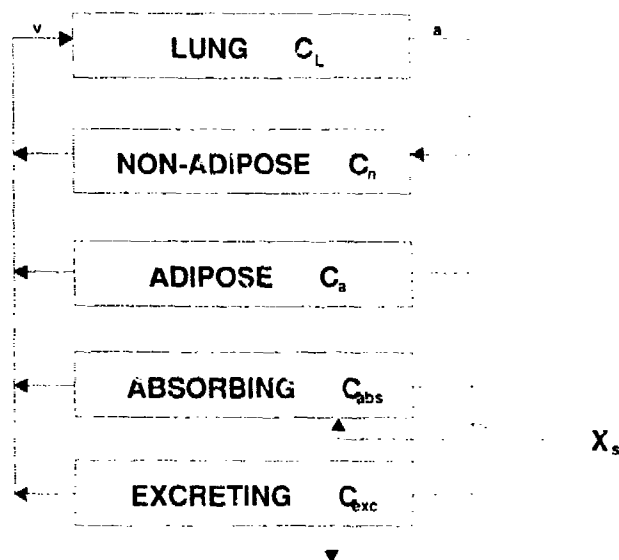 v LUNG C_L a
NON-ADIPOSE C_n
ADIPOSE C_a
ABSORBING C_abs
X_s
EXCRETING C_exc